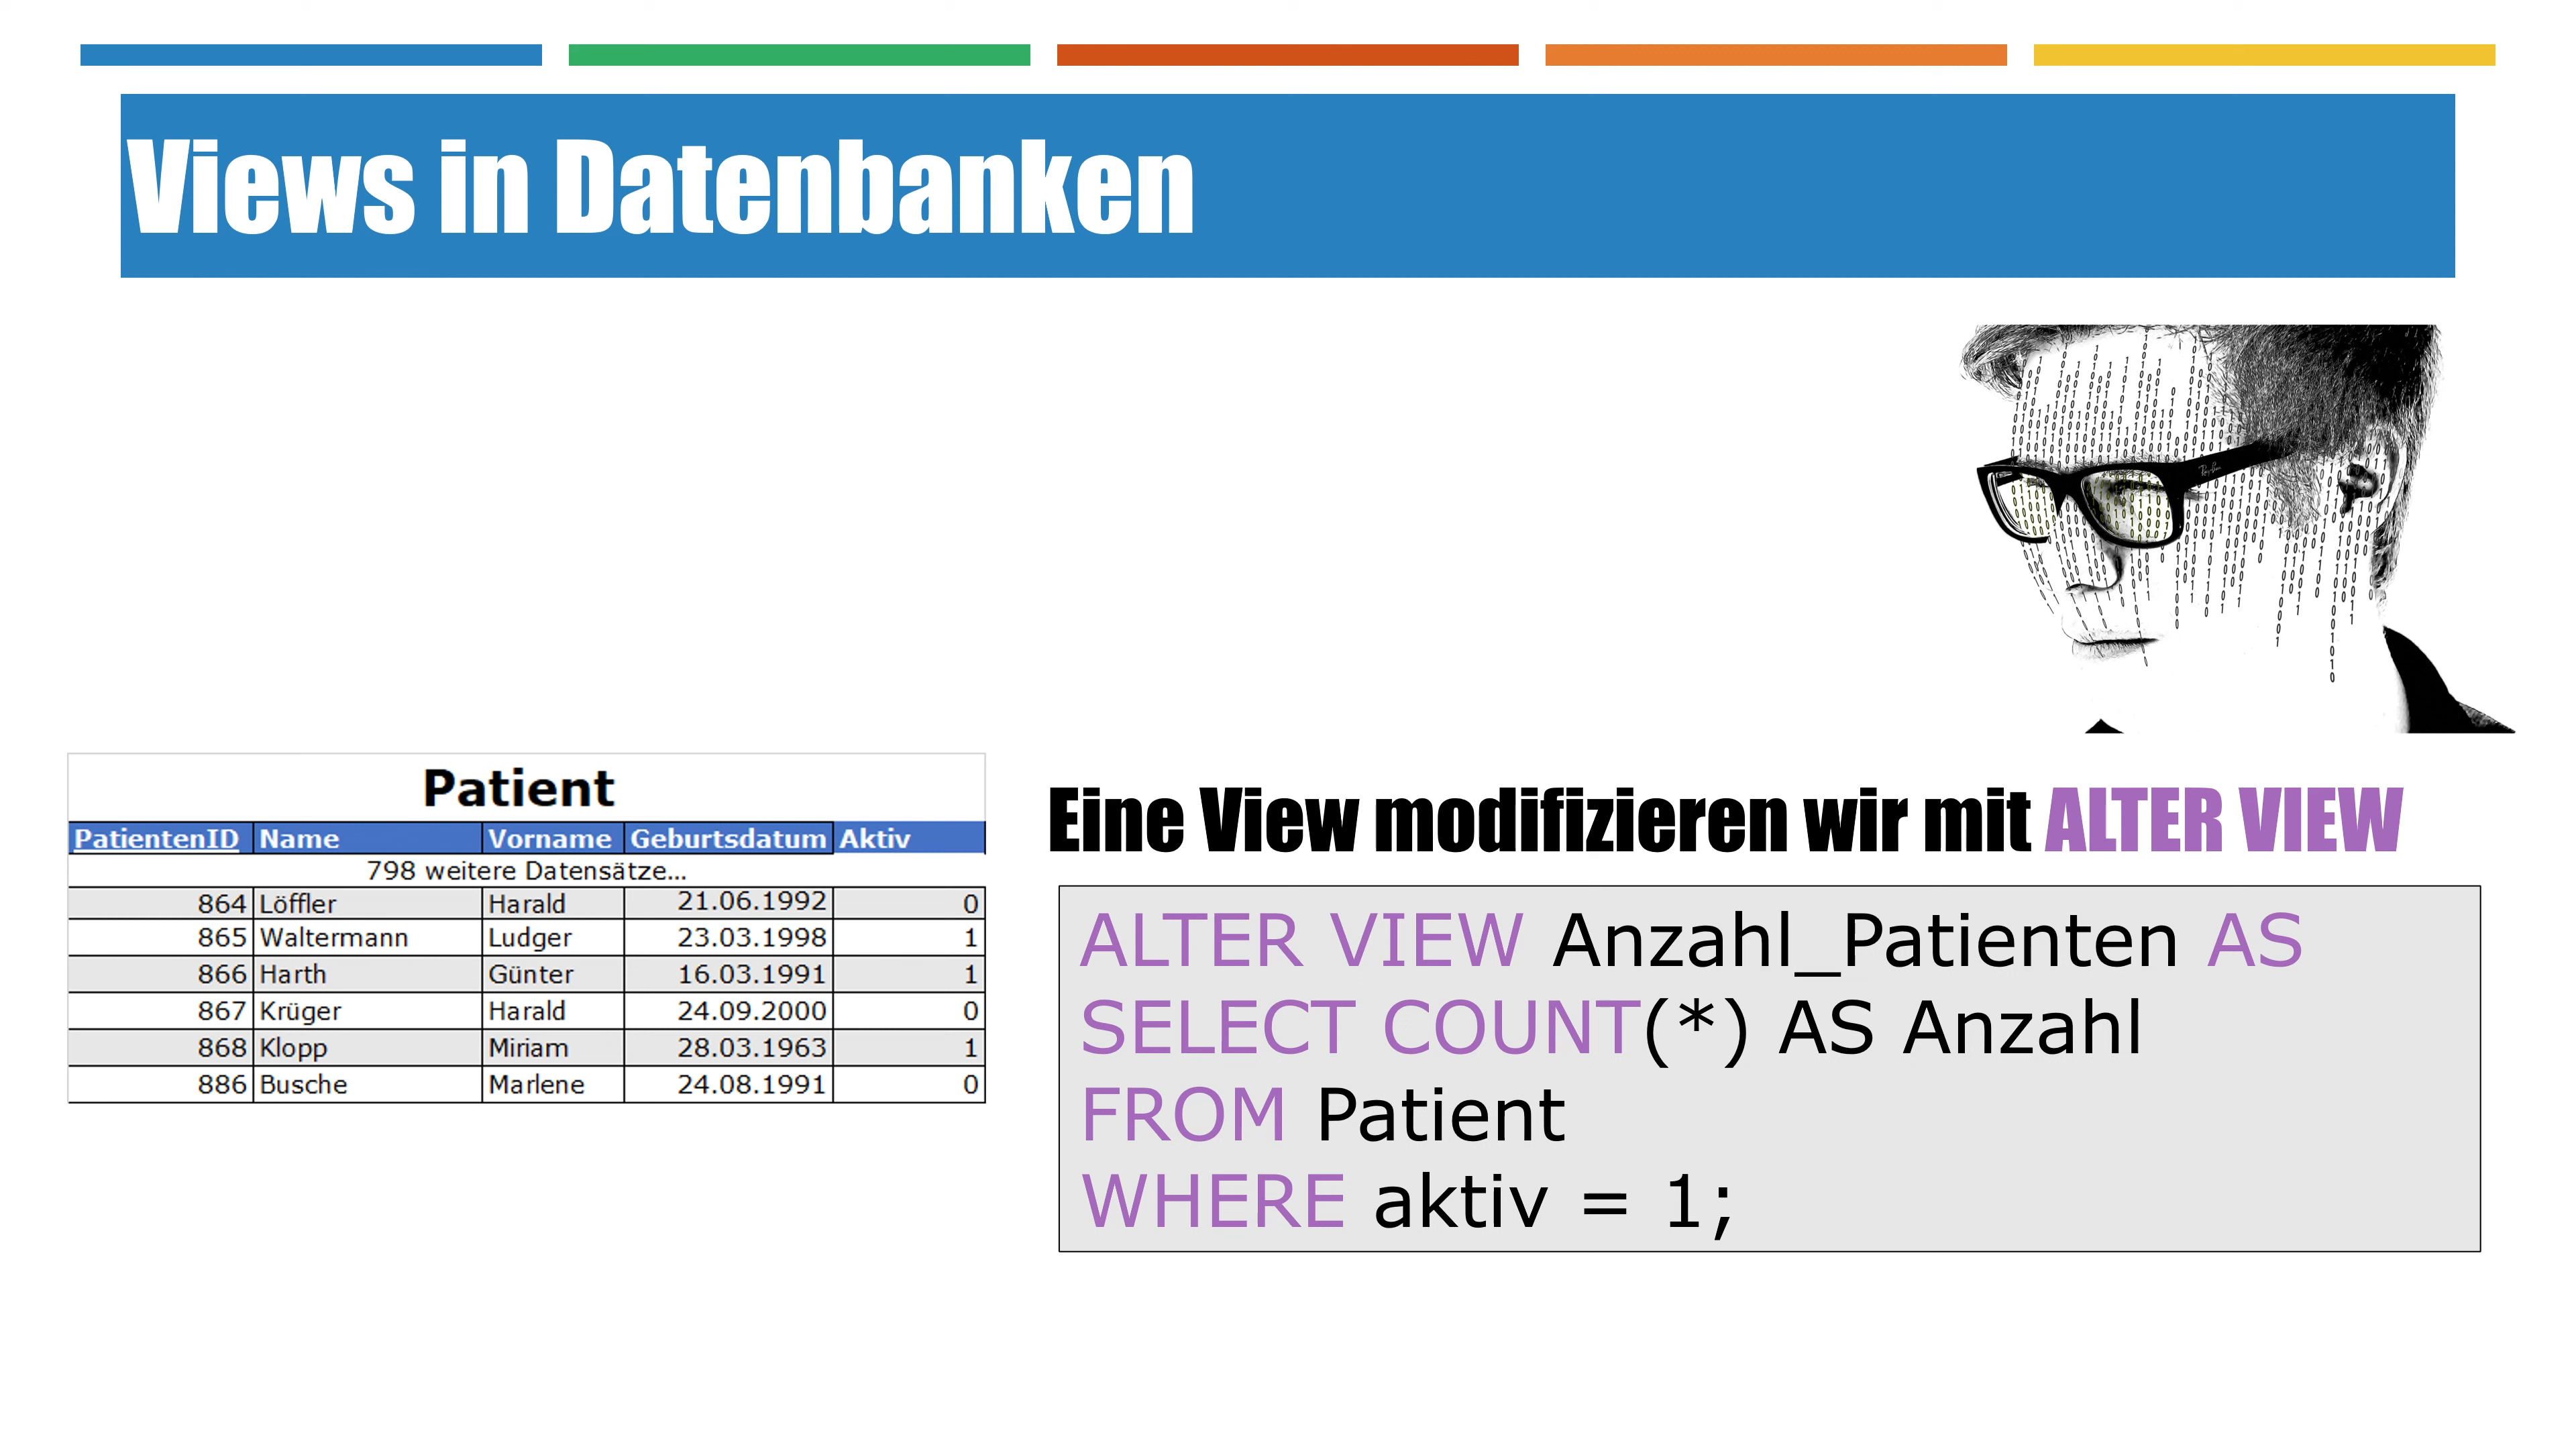 Views in Datenbanken
Patient
PatientenID Name Vorname Geburtsdatum Aktiv
798 weitere Datensätze...
864 Löffler Harald 21.06.1992 0
865 Waltermann Ludger 23.03.1998 1
866 Harth Günter 16.03.1991 1
867 Krüger Harald 24.09.2000 0
868 Klopp Miriam 28.03.1963 1
886 Busche Marlene 24.08.1991 0
Eine View modifizieren wir mit ALTER VIEW
ALTER VIEW Anzahl_Patienten AS
SELECT COUNT(*) AS Anzahl
FROM Patient
WHERE aktiv = 1;